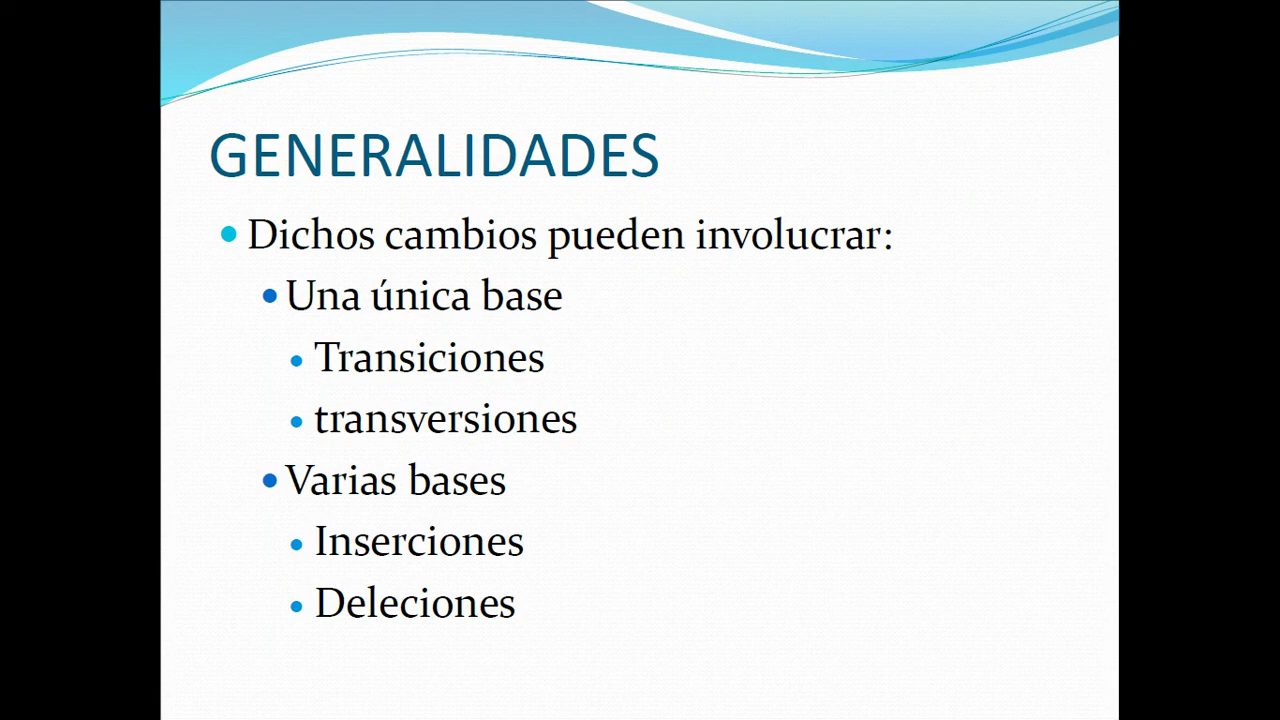 GENERALIDADES
Dichos cambios pueden involucrar:
Una única base
Transiciones
transversiones
Varias bases
Inserciones
Deleciones